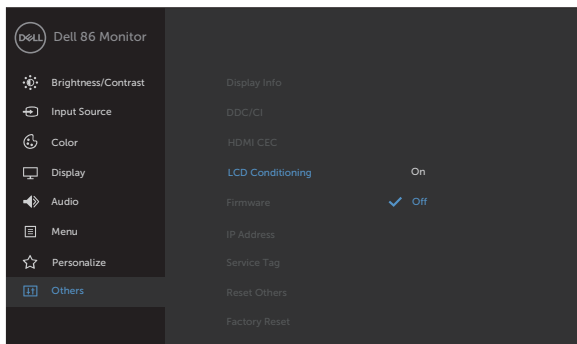 DELL Dell 86 Monitor
Brightness/Contrast
Input Source
Color
Display
Audio
Menu
Personalize
Others
Display Info
DDC/CI
HDMI CEC
LCD Conditioning On
Firmware Off
IP Address
Service Tag
Reset Others
Factory Reset